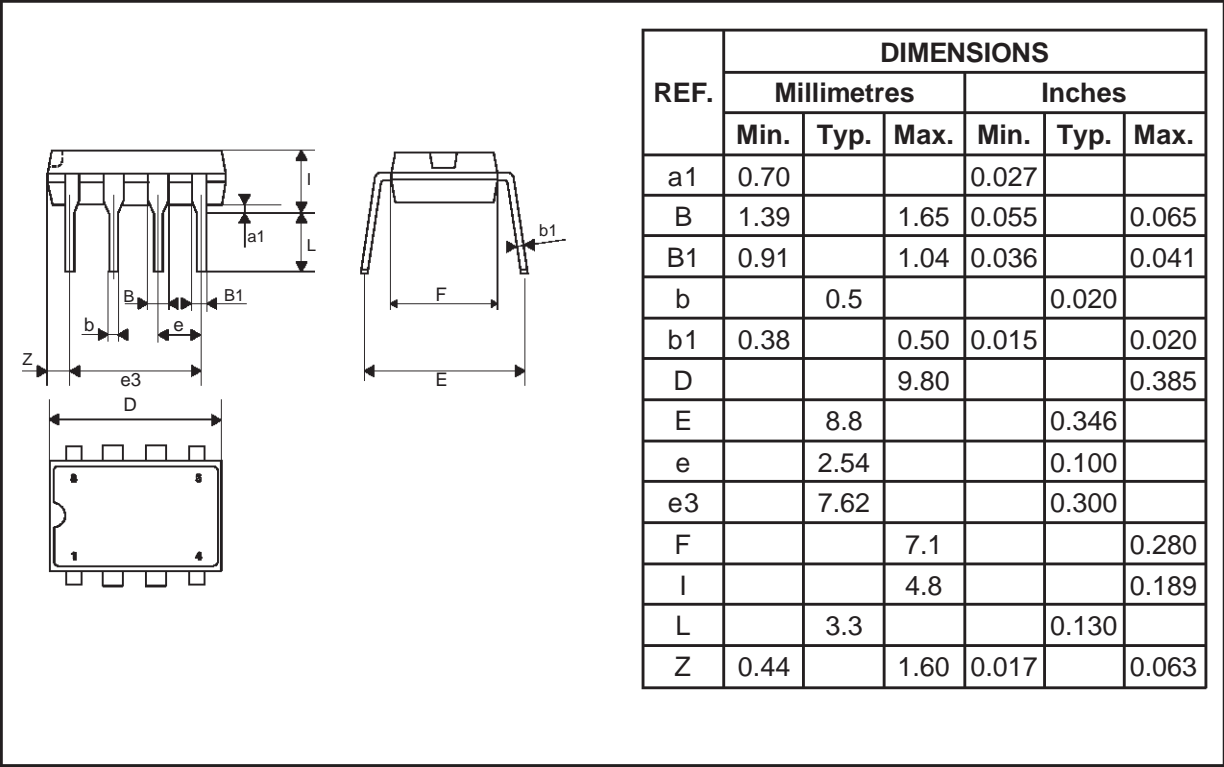 I
a1
L
b1
B
B1
F
b
e
Z
e3
E
D
8 5
1 4
REF. DIMENSIONS
Millimetres Inches
Min. Typ. Max. Min. Typ. Max.
a1 0.70 0.027
B 1.39 1.65 0.055 0.065
B1 0.91 1.04 0.036 0.041
b 0.5 0.020
b1 0.38 0.50 0.015 0.020
D 9.80 0.385
E 8.8 0.346
e 2.54 0.100
e3 7.62 0.300
F 7.1 0.280
I 4.8 0.189
L 3.3 0.130
Z 0.44 1.60 0.017 0.063